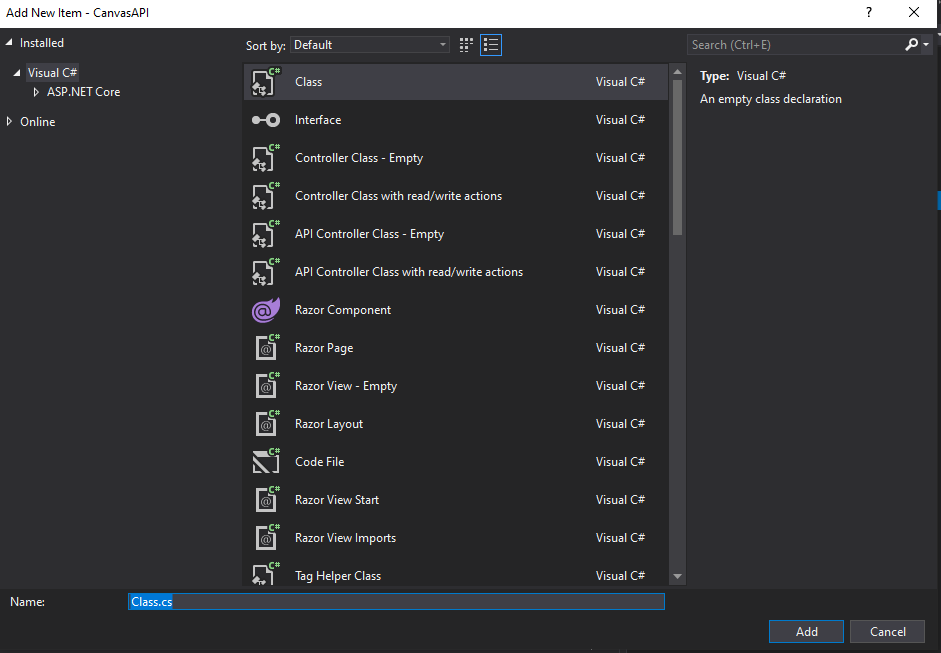 Add New Item - CanvasAPI
Installed
Visual C#
ASP.NET Core
Online
Sort by: Default
Search (Ctrl+E)
Class Visual C#
Interface Visual C#
Controller Class - Empty Visual C#
Controller Class with read/write actions Visual C#
API Controller Class - Empty Visual C#
API Controller Class with read/write actions Visual C#
Razor Component Visual C#
Razor Page Visual C#
Razor View - Empty Visual C#
Razor Layout Visual C#
Code File Visual C#
Razor View Start Visual C#
Razor View Imports Visual C#
Tag Helper Class Visual C#
Type: Visual C#
An empty class declaration
Name: Class.cs
Add Cancel